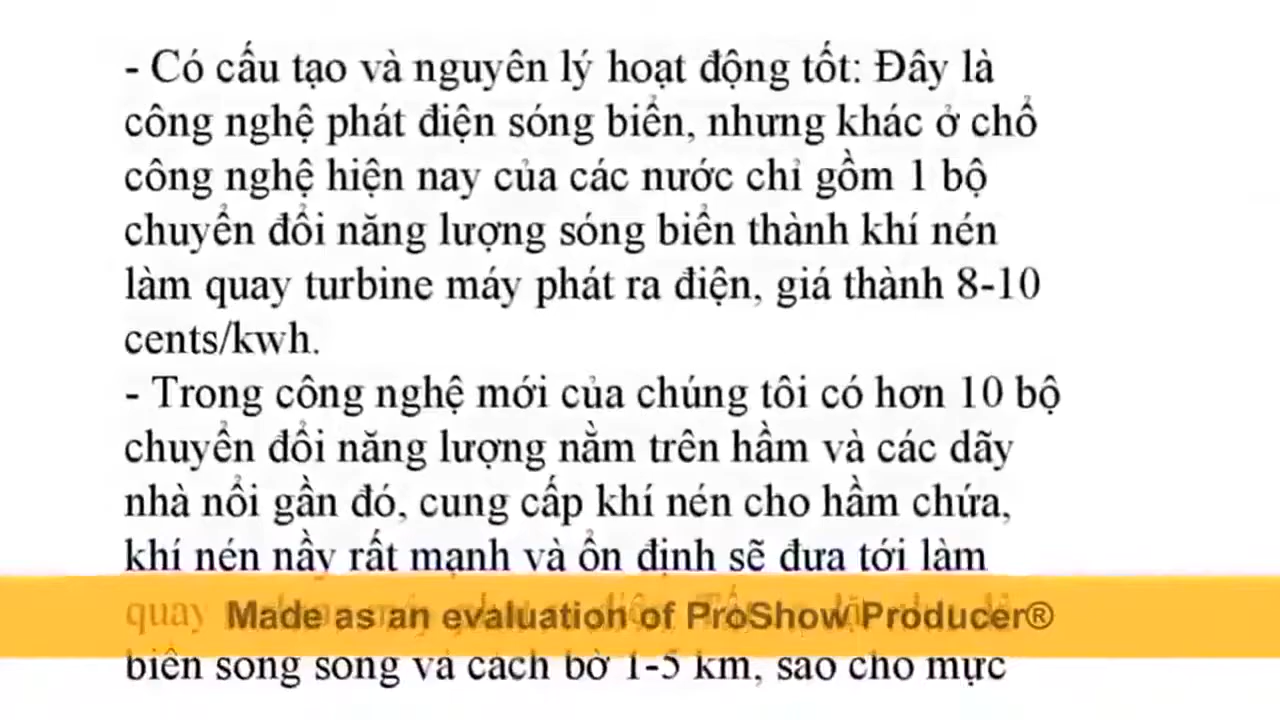 - Có cấu tạo và nguyên lý hoạt động tốt: Đây là
công nghệ phát điện sóng biển, nhưng khác ở chổ
công nghệ hiện nay của các nước chỉ gồm 1 bộ
chuyển đổi năng lượng sóng biển thành khí nén
làm quay turbine máy phát ra điện, giá thành 8-10
cents/kwh.
- Trong công nghệ mới của chúng tôi có hơn 10 bộ
chuyển đổi năng lượng nằm trên hầm và các dãy
nhà nổi gần đó, cung cấp khí nén cho hầm chứa,
khí nén nầy rất mạnh và ổn định sẽ đưa tới làm
quay
Made as an evaluation of ProShow Producer®
biển song song và cách bờ 1-5 km, sao cho mực